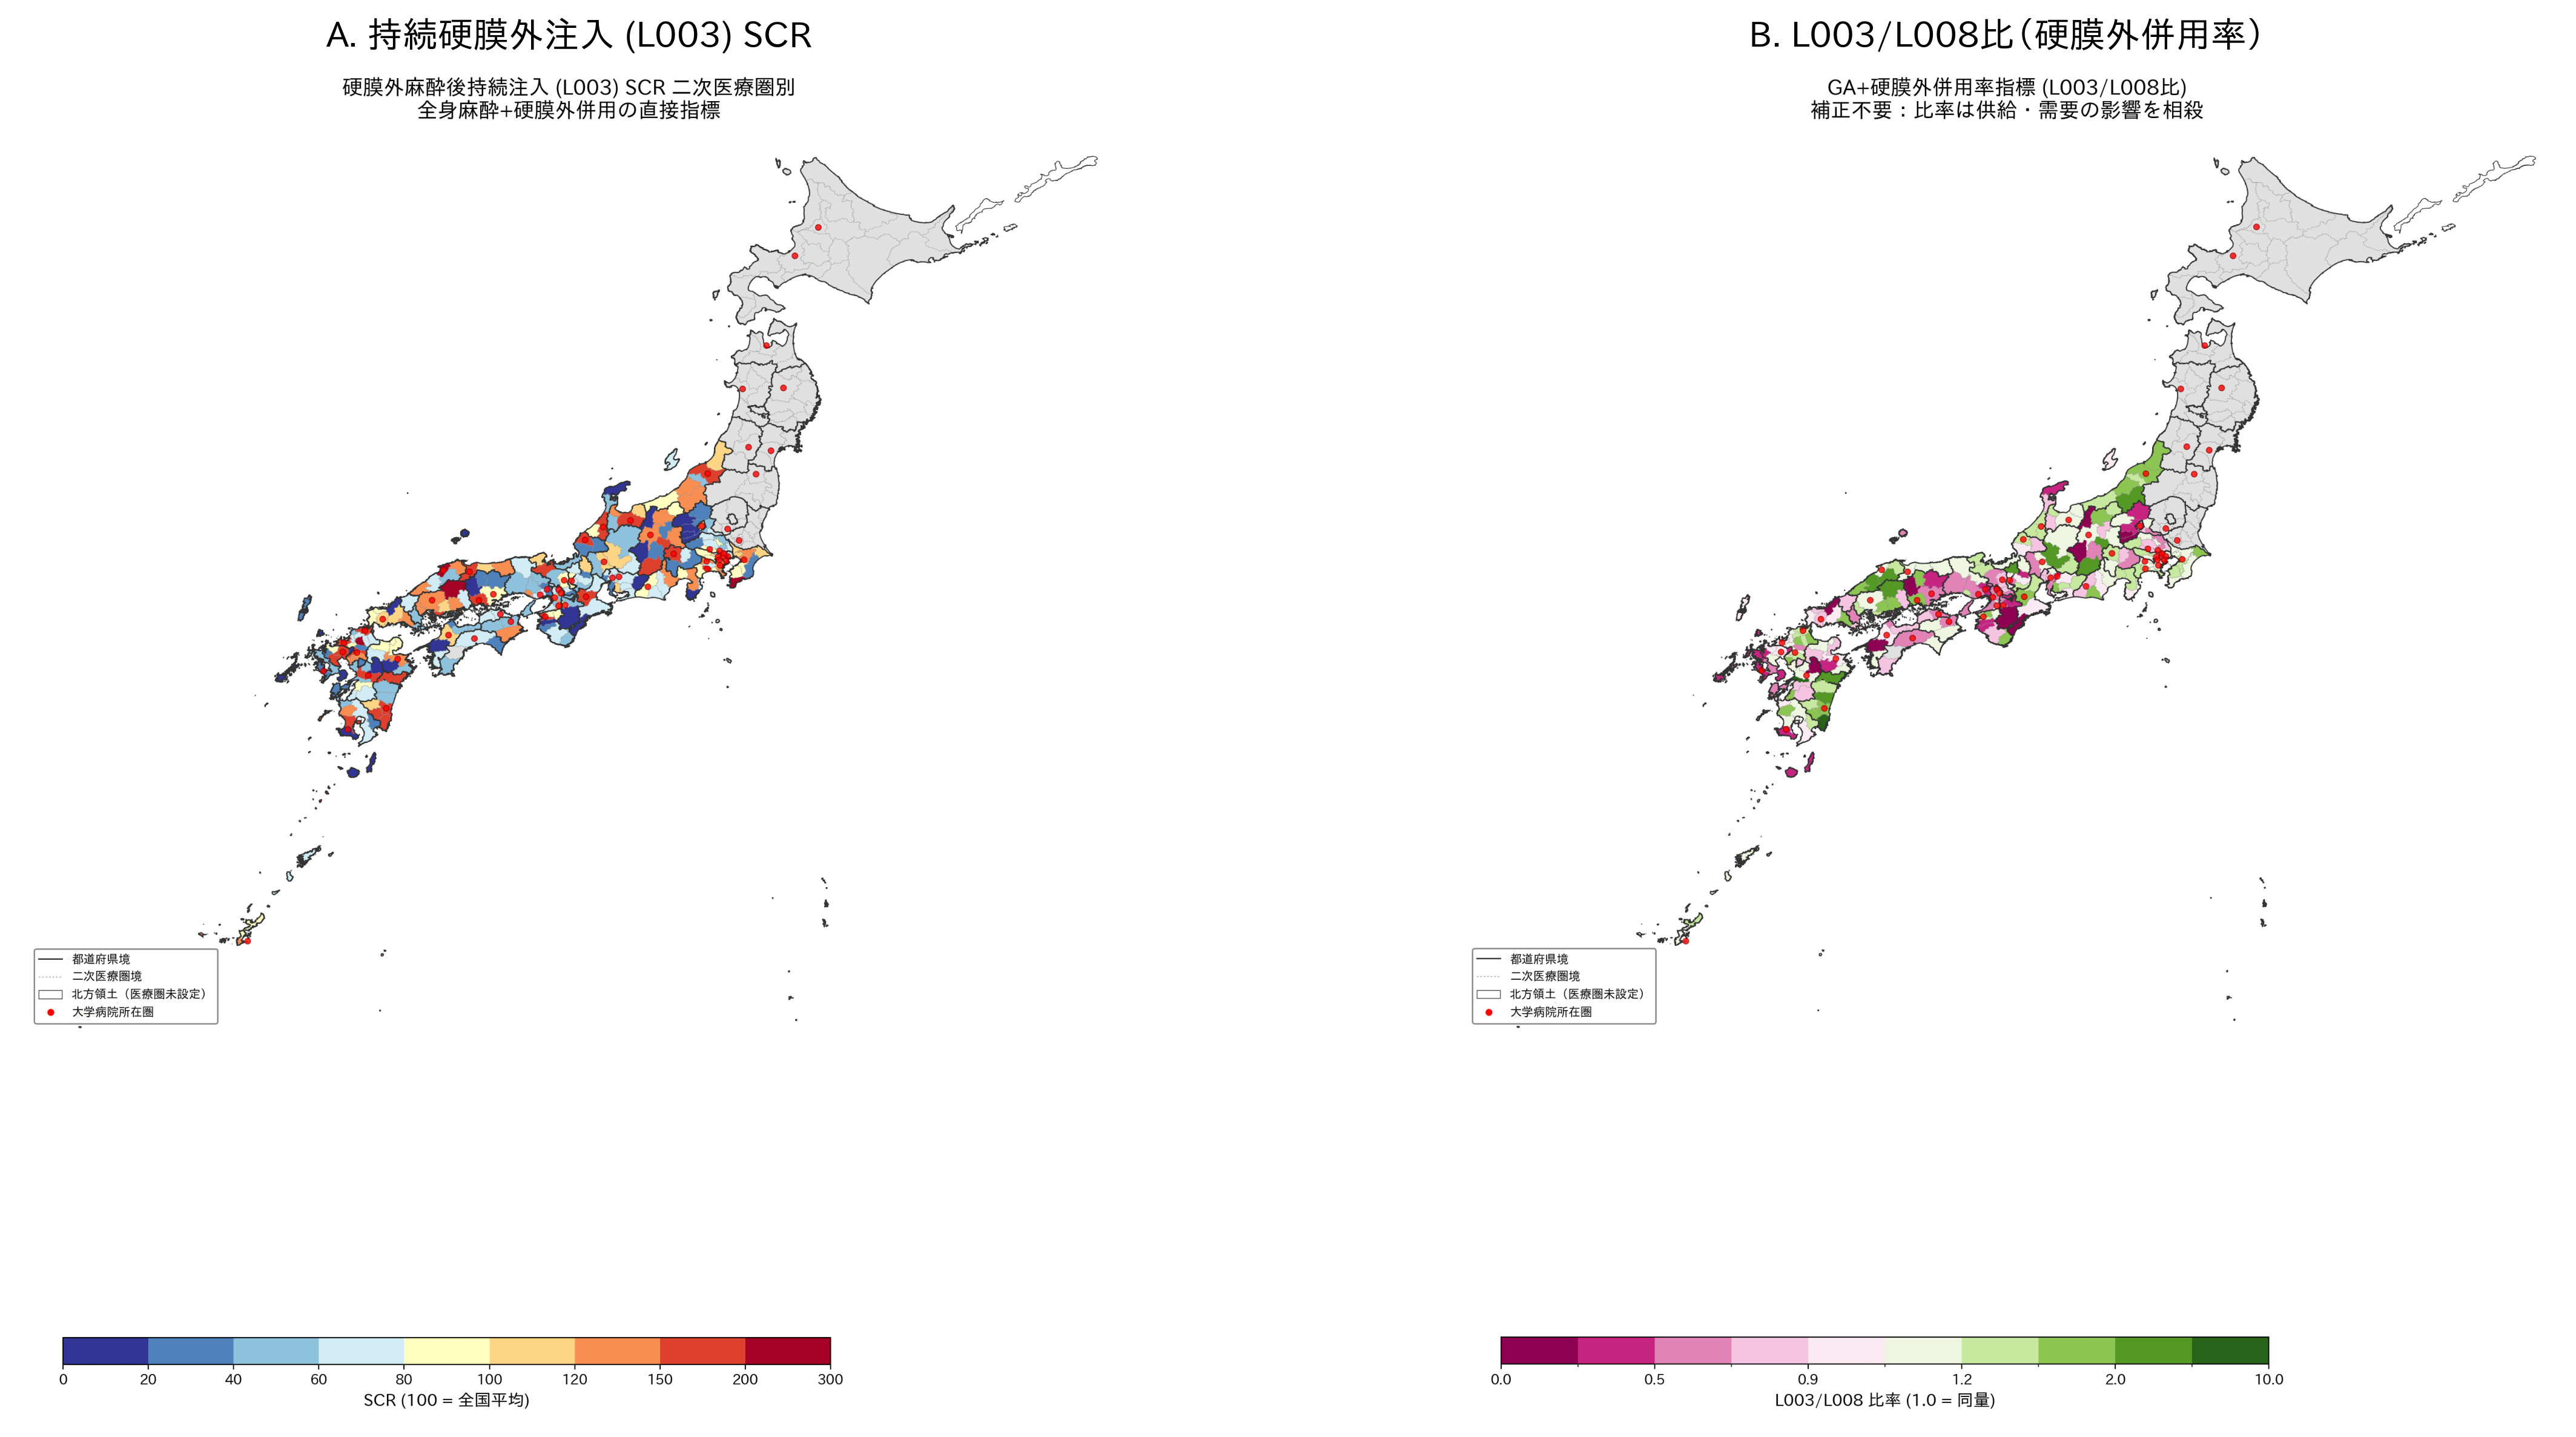 A. 持続硬膜外注入 (L003) SCR
硬膜外麻酔後持続注入 (L003) SCR 二次医療圏別
全身麻酔+硬膜外併用の直接指標
都道府県境
二次医療圏境
北方領土（医療圏未設定）
大学病院所在圏
0 20 40 60 80 100 120 150 200 300
SCR (100 = 全国平均)
B. L003/L008比（硬膜外併用率）
GA+硬膜外併用率指標 (L003/L008比)
補正不要：比率は供給・需要の影響を相殺
都道府県境
二次医療圏境
北方領土（医療圏未設定）
大学病院所在圏
0.0 0.5 0.9 1.2 2.0 10.0
L003/L008 比率 (1.0 = 同量)